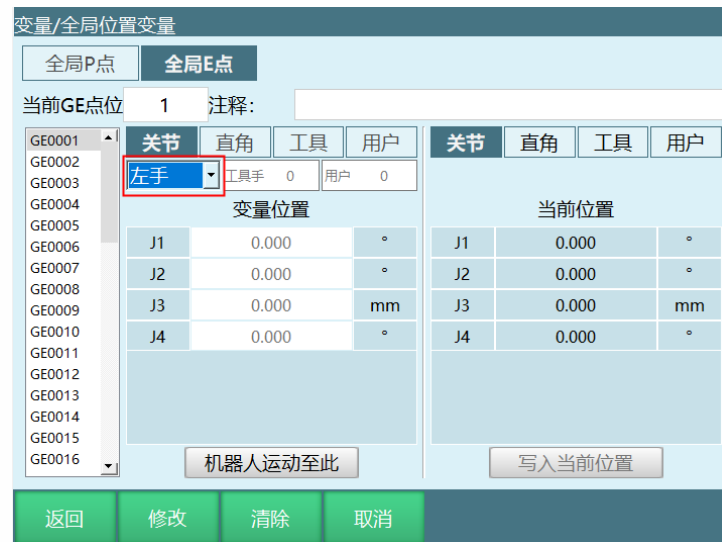 变量/全局位置变量
全局P点 全局E点
当前GE点位 1 注释:
GE0001
GE0002
GE0003
GE0004
GE0005
GE0006
GE0007
GE0008
GE0009
GE0010
GE0011
GE0012
GE0013
GE0014
GE0015
GE0016
关节 直角 工具 用户
左手 工具手 0 用户 0
变量位置
J1 0.000 °
J2 0.000 °
J3 0.000 mm
J4 0.000 °
机器人运动至此
关节 直角 工具 用户
当前位置
J1 0.000 °
J2 0.000 °
J3 0.000 mm
J4 0.000 °
写入当前位置
返回 修改 清除 取消